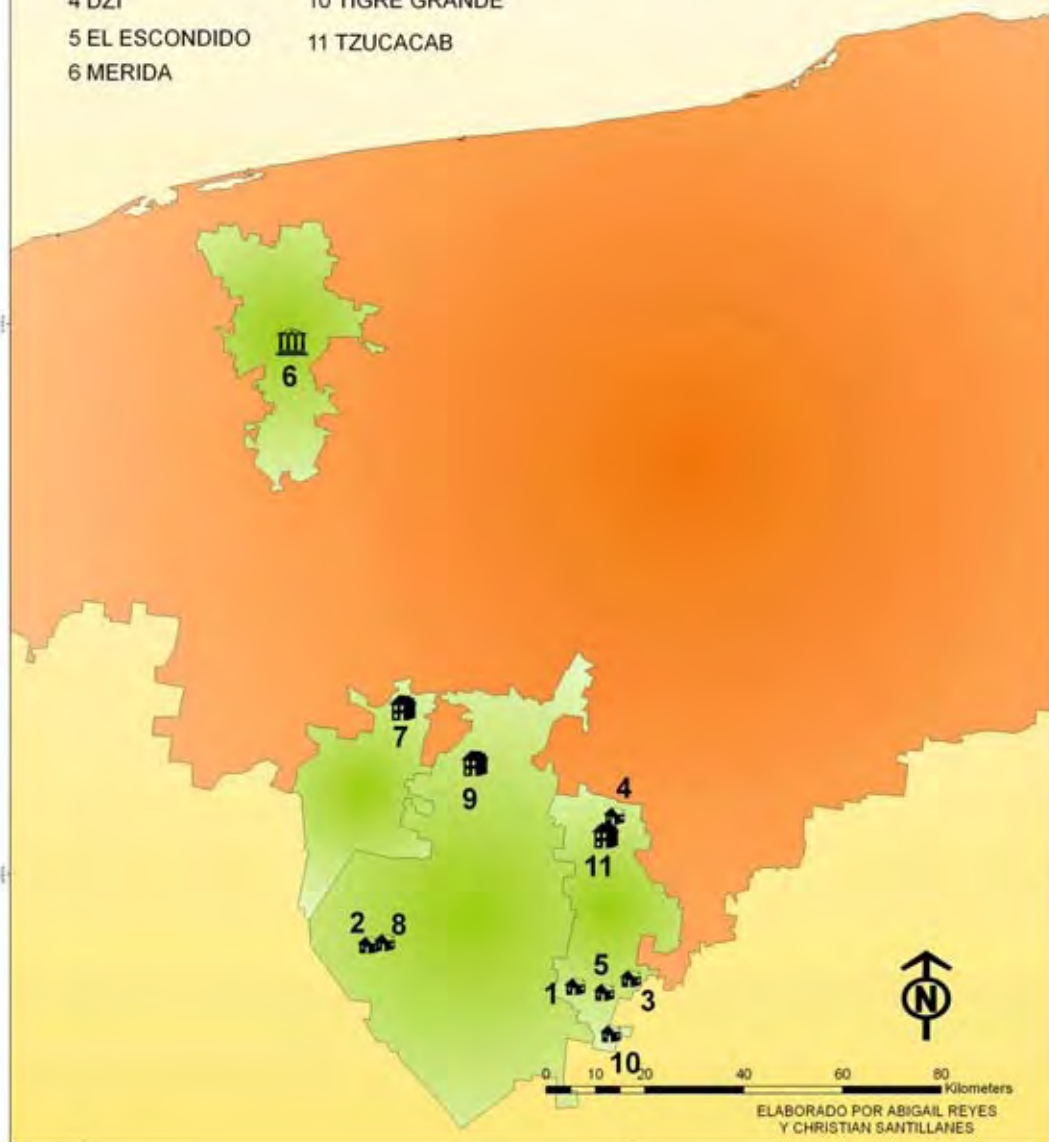 4 DZI
10 TIGRE GRANDE
5 EL ESCONDIDO
11 TZUCACAB
6 MERIDA
6
7
9
4
11
2
8
5
1
3
10
N
0 10 20 40 60 80
Kilometers
ELABORADO POR ABIGAIL REYES
Y CHRISTIAN SANTILLANES